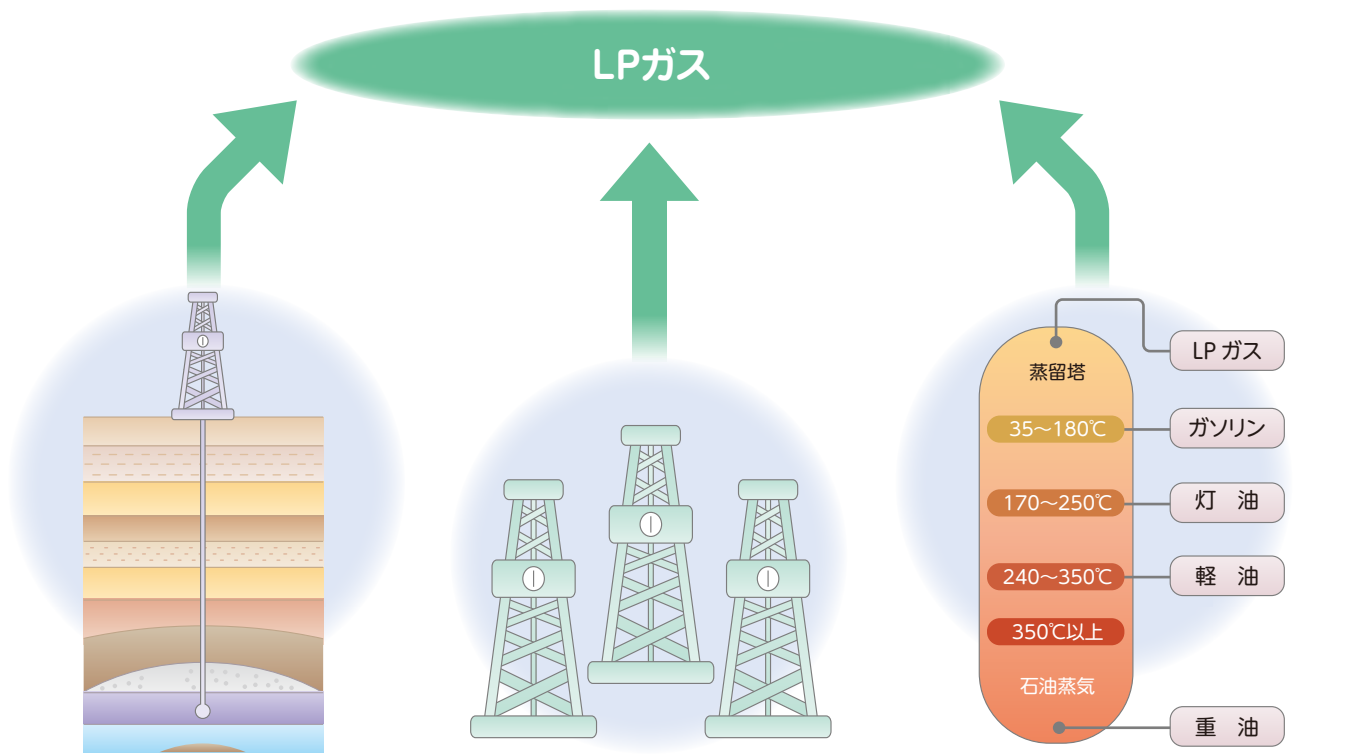 LPガス
蒸留塔
35～180℃
170～250℃
240～350℃
350℃以上
石油蒸気
LP ガス
ガソリン
灯　油
軽　油
重　油